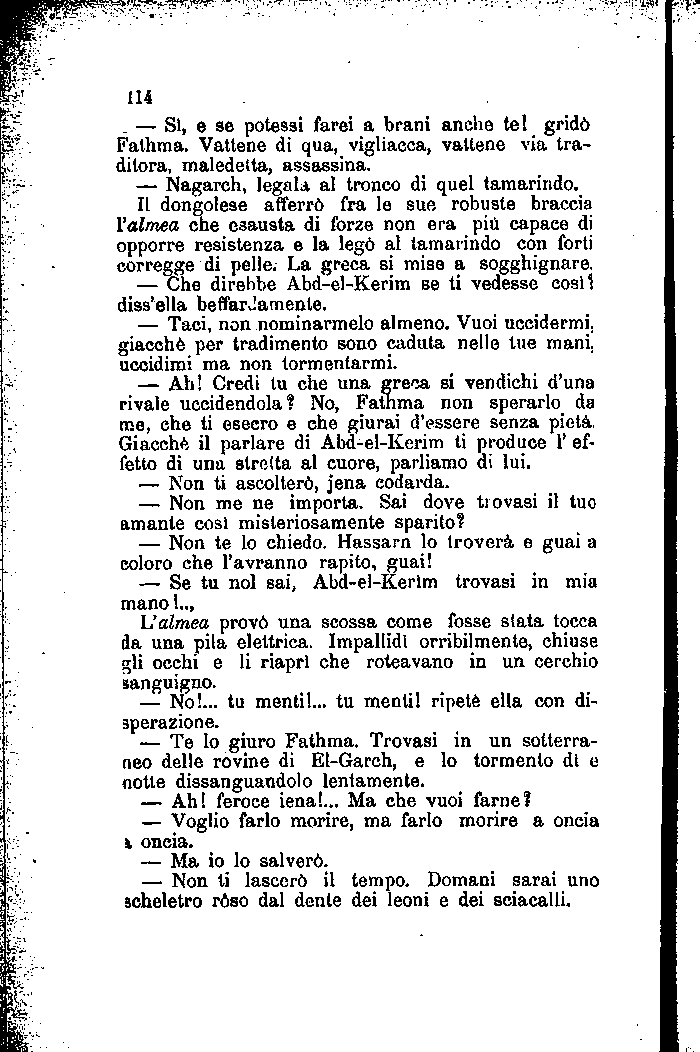 114
— Sì, e se potessi farei a brani anche te! gridò
Fathma. Vattene di qua, vigliacca, vattene via tra-
ditora, maledetta, assassina.
— Nagarch, legala al tronco di quel tamarindo.
Il dongolese afferrò fra le sue robuste braccia
l'almea che esausta di forze non era più capace di
opporre resistenza e la legò al tamarindo con forti
corregge di pelle. La greca si mise a sogghignare.
— Che direbbe Abd-el-Kerim se ti vedesse così?
diss'ella beffardamente.
— Taci, non nominarmelo almeno. Vuoi uccidermi,
giacchè per tradimento sono caduta nelle tue mani,
uccidimi ma non tormentarmi.
— Ah! Credi tu che una greca si vendichi d'una
rivale uccidendola? No, Fathma non sperarlo da
me, che ti esecro e che giurai d'essere senza pietà.
Giacchè il parlare di Abd-el-Kerim ti produce l'ef-
fetto di una stretta al cuore, parliamo di lui.
— Non ti ascolterò, jena codarda.
— Non me ne importa. Sai dove trovasi il tuo
amante così misteriosamente sparito?
— Non te lo chiedo. Hassarn lo troverà e guai a
coloro che l'avranno rapito, guai!
— Se tu nol sai, Abd-el-Kerim trovasi in mia
mano!..,
L'almea provò una scossa come fosse stata tocca
da una pila elettrica. Impallidì orribilmente, chiuse
gli occhi e li riaprì che roteavano in un cerchio
sanguigno.
— No!... tu menti!... tu menti! ripetè ella con di-
sperazione.
— Te lo giuro Fathma. Trovasi in un sotterra-
neo delle rovine di El-Garch, e lo tormento dì e
notte dissanguandolo lentamente.
— Ah! feroce iena!... Ma che vuoi farne?
— Voglio farlo morire, ma farlo morire a oncia
a oncia.
— Ma io lo salverò.
— Non ti lascerò il tempo. Domani sarai uno
scheletro róso dal dente dei leoni e dei sciacalli.